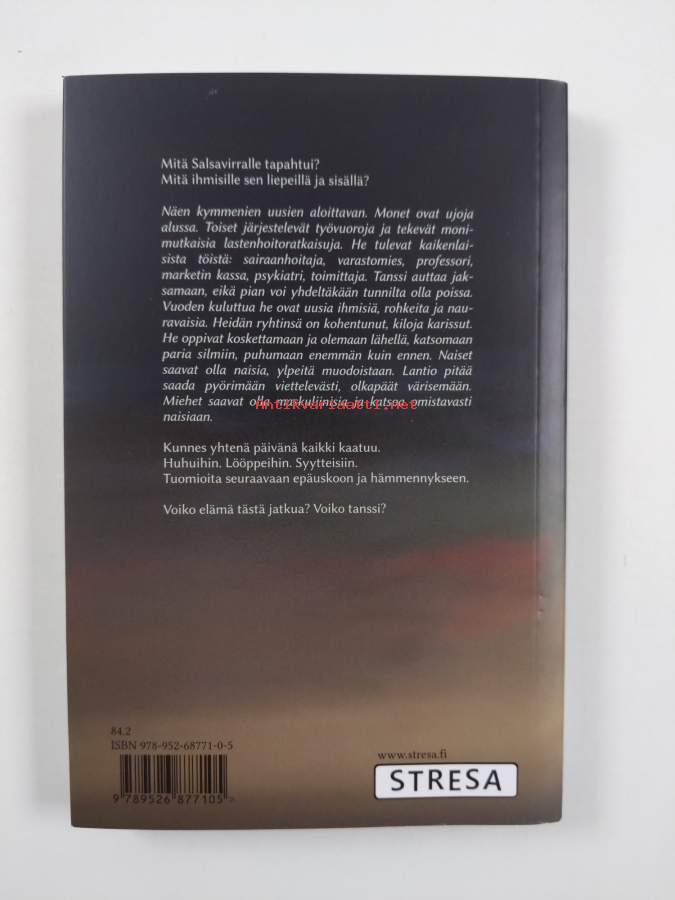 Mitä Salsavirralle tapahtui?
Mitä ihmisille sen liepeillä ja sisällä?
Näen kymmenien uusien aloittavan. Monet ovat ujoja
alussa. Toiset järjestelevät työvuoroja ja tekevät moni-
mutkaisia lastenhoitoratkaisuja. He tulevat kaikenlai-
sista töistä: sairaanhoitaja, varastomies, professori,
marketin kassa, psykiatri, toimittaja. Tanssi auttaa jak-
samaan, eikä pian voi yhdeltäkään tunnilta olla poissa.
Vuoden kuluttua he ovat uusia ihmisiä, rohkeita ja nau-
ravaisia. Heidän ryhtinsä on kohentunut, kiloja karissut.
He oppivat koskettamaan ja olemaan lähellä, katsomaan
paria silmiin, puhumaan enemmän kuin ennen. Naiset
saavat olla naisia, ylpeitä muodoistaan. Lantio pitää
saada pyörimään viettelevästi, olkapäät värisemään.
Miehet saavat olla maskuliinisia ja katsoa omistavasti
naisiaan.
Antikvariaatti.net
Kunnes yhtenä päivänä kaikki kaatuu.
Huhuihin. Lööppeihin. Syytteisiin.
Tuomioita seuraavaan epäuskoon ja hämmennykseen.
Voiko elämä tästä jatkua? Voiko tanssi?
84.2
ISBN 978-952-68771-0-5
9 789526 877105 >
www.stresa.fi
STRESA